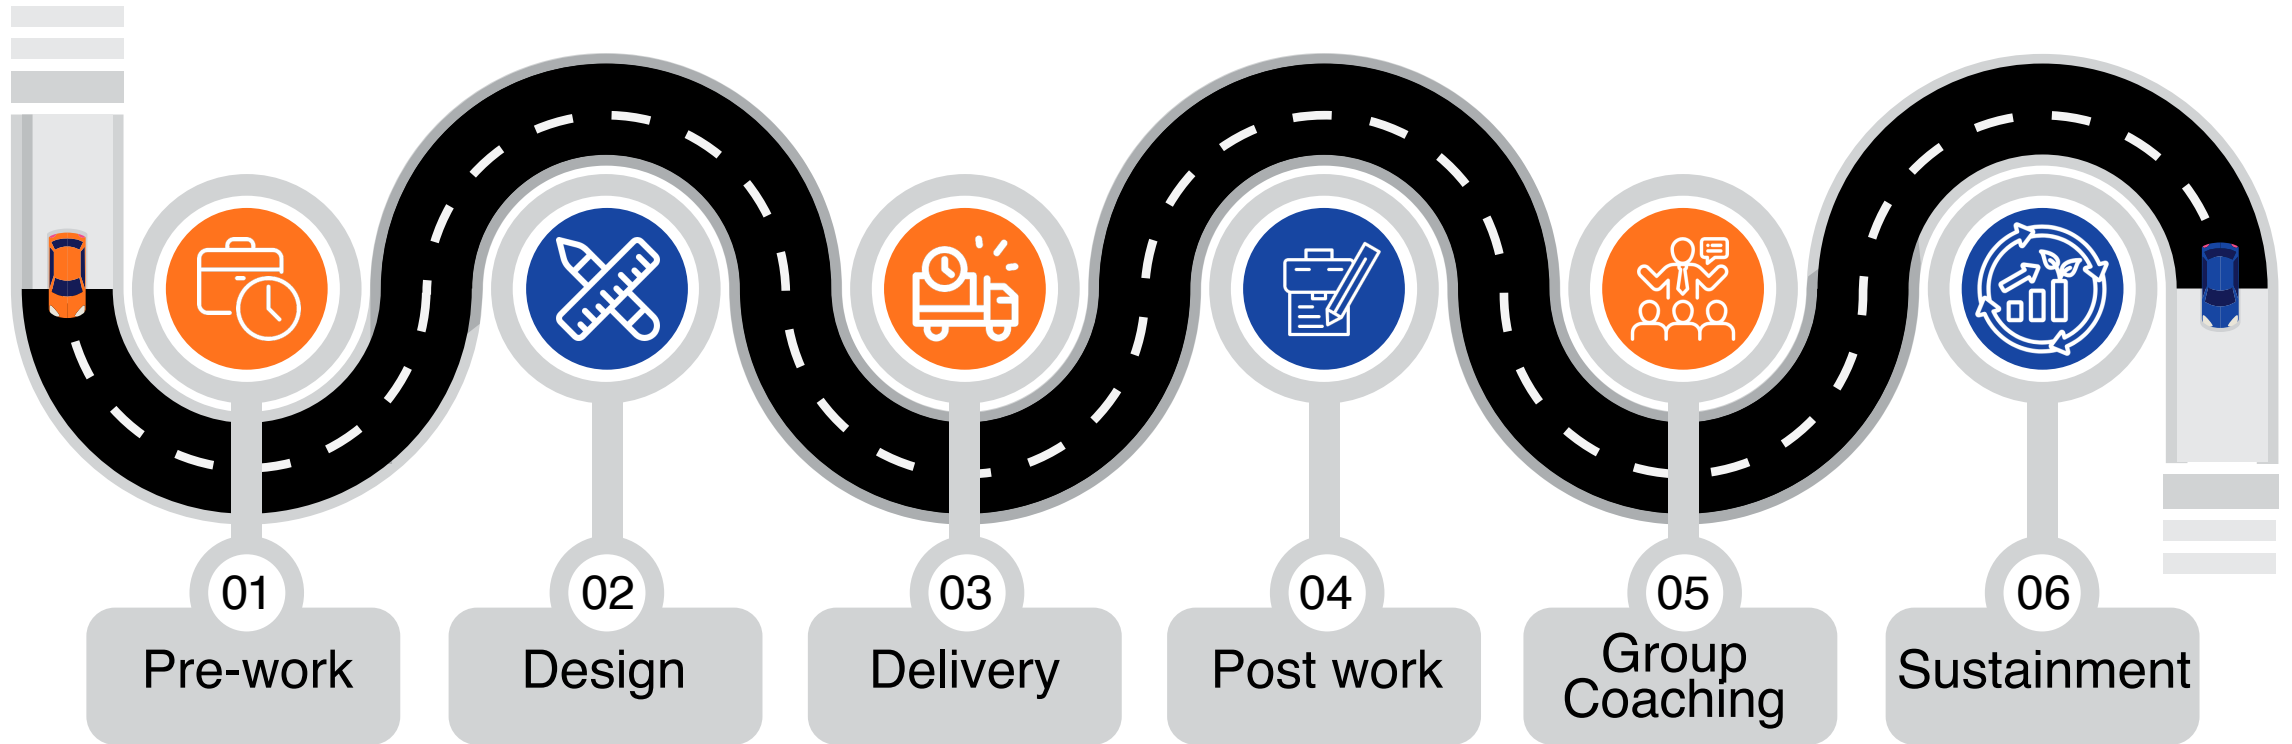 01
Pre-work
02
Design
03
Delivery
04
Post work
05
Group
Coaching
06
Sustainment